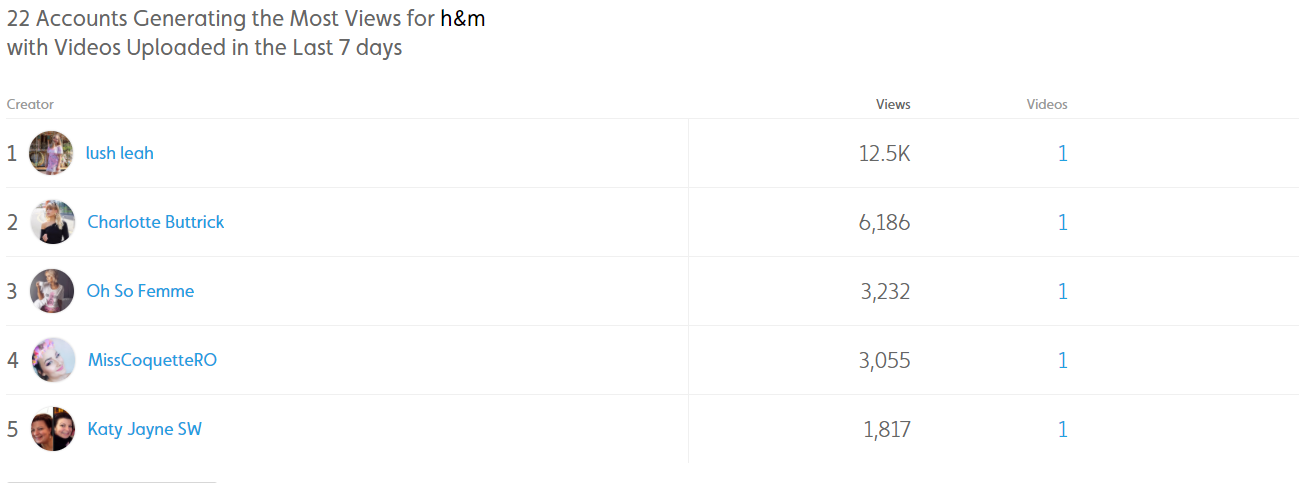 22 Accounts Generating the Most Views for h&m
with Videos Uploaded in the Last 7 days
Creator Views Videos
1 lush leah 12.5K 1
2 Charlotte Buttrick 6,186 1
3 Oh So Femme 3,232 1
4 MissCoquetteRO 3,055 1
5 Katy Jayne SW 1,817 1